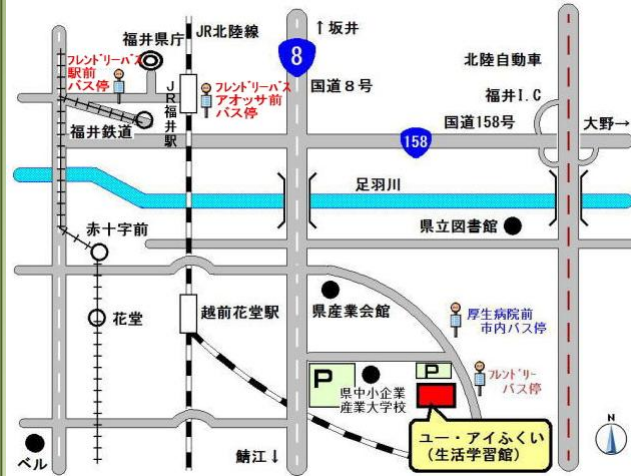 JR北陸線
↑坂井
福井県庁
8
北陸自動車
フレンドリーバス
駅前
バス停
JR福井駅
フレンドリーバス
アオッサ前
バス停
国道8号
福井I.C
福井鉄道
国道158号
大野→
158
足羽川
県立図書館
赤十字前
花堂
越前花堂駅
県産業会館
厚生病院前
市内バス停
P
県中小企業
産業大学校
P
フレンドリー
バス停
ユー・アイふくい
(生活学習館)
ベル
鯖江↓
N